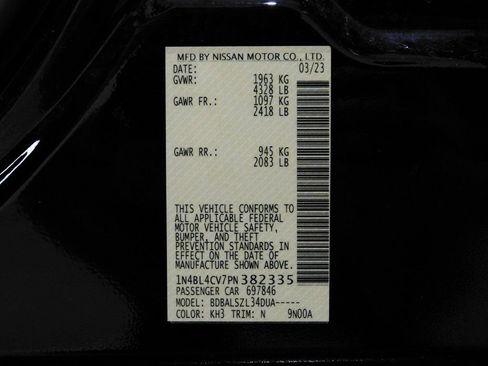 MFD BY NISSAN MOTOR CO., LTD.
DATE: 03/23
GVWR: 1963 KG
4328 LB
GAWR FR.: 1097 KG
2418 LB
GAWR RR.: 945 KG
2083 LB
THIS VEHICLE CONFORMS TO
ALL APPLICABLE FEDERAL
MOTOR VEHICLE SAFETY,
BUMPER, AND THEFT
PREVENTION STANDARDS IN
EFFECT ON THE DATE OF
MANUFACTURE SHOWN ABOVE.
1N4BL4CV7PN382335
PASSENGER CAR 697846
MODEL: BDBALSZL34DUA-----
COLOR: KH3 TRIM: N 9N00A